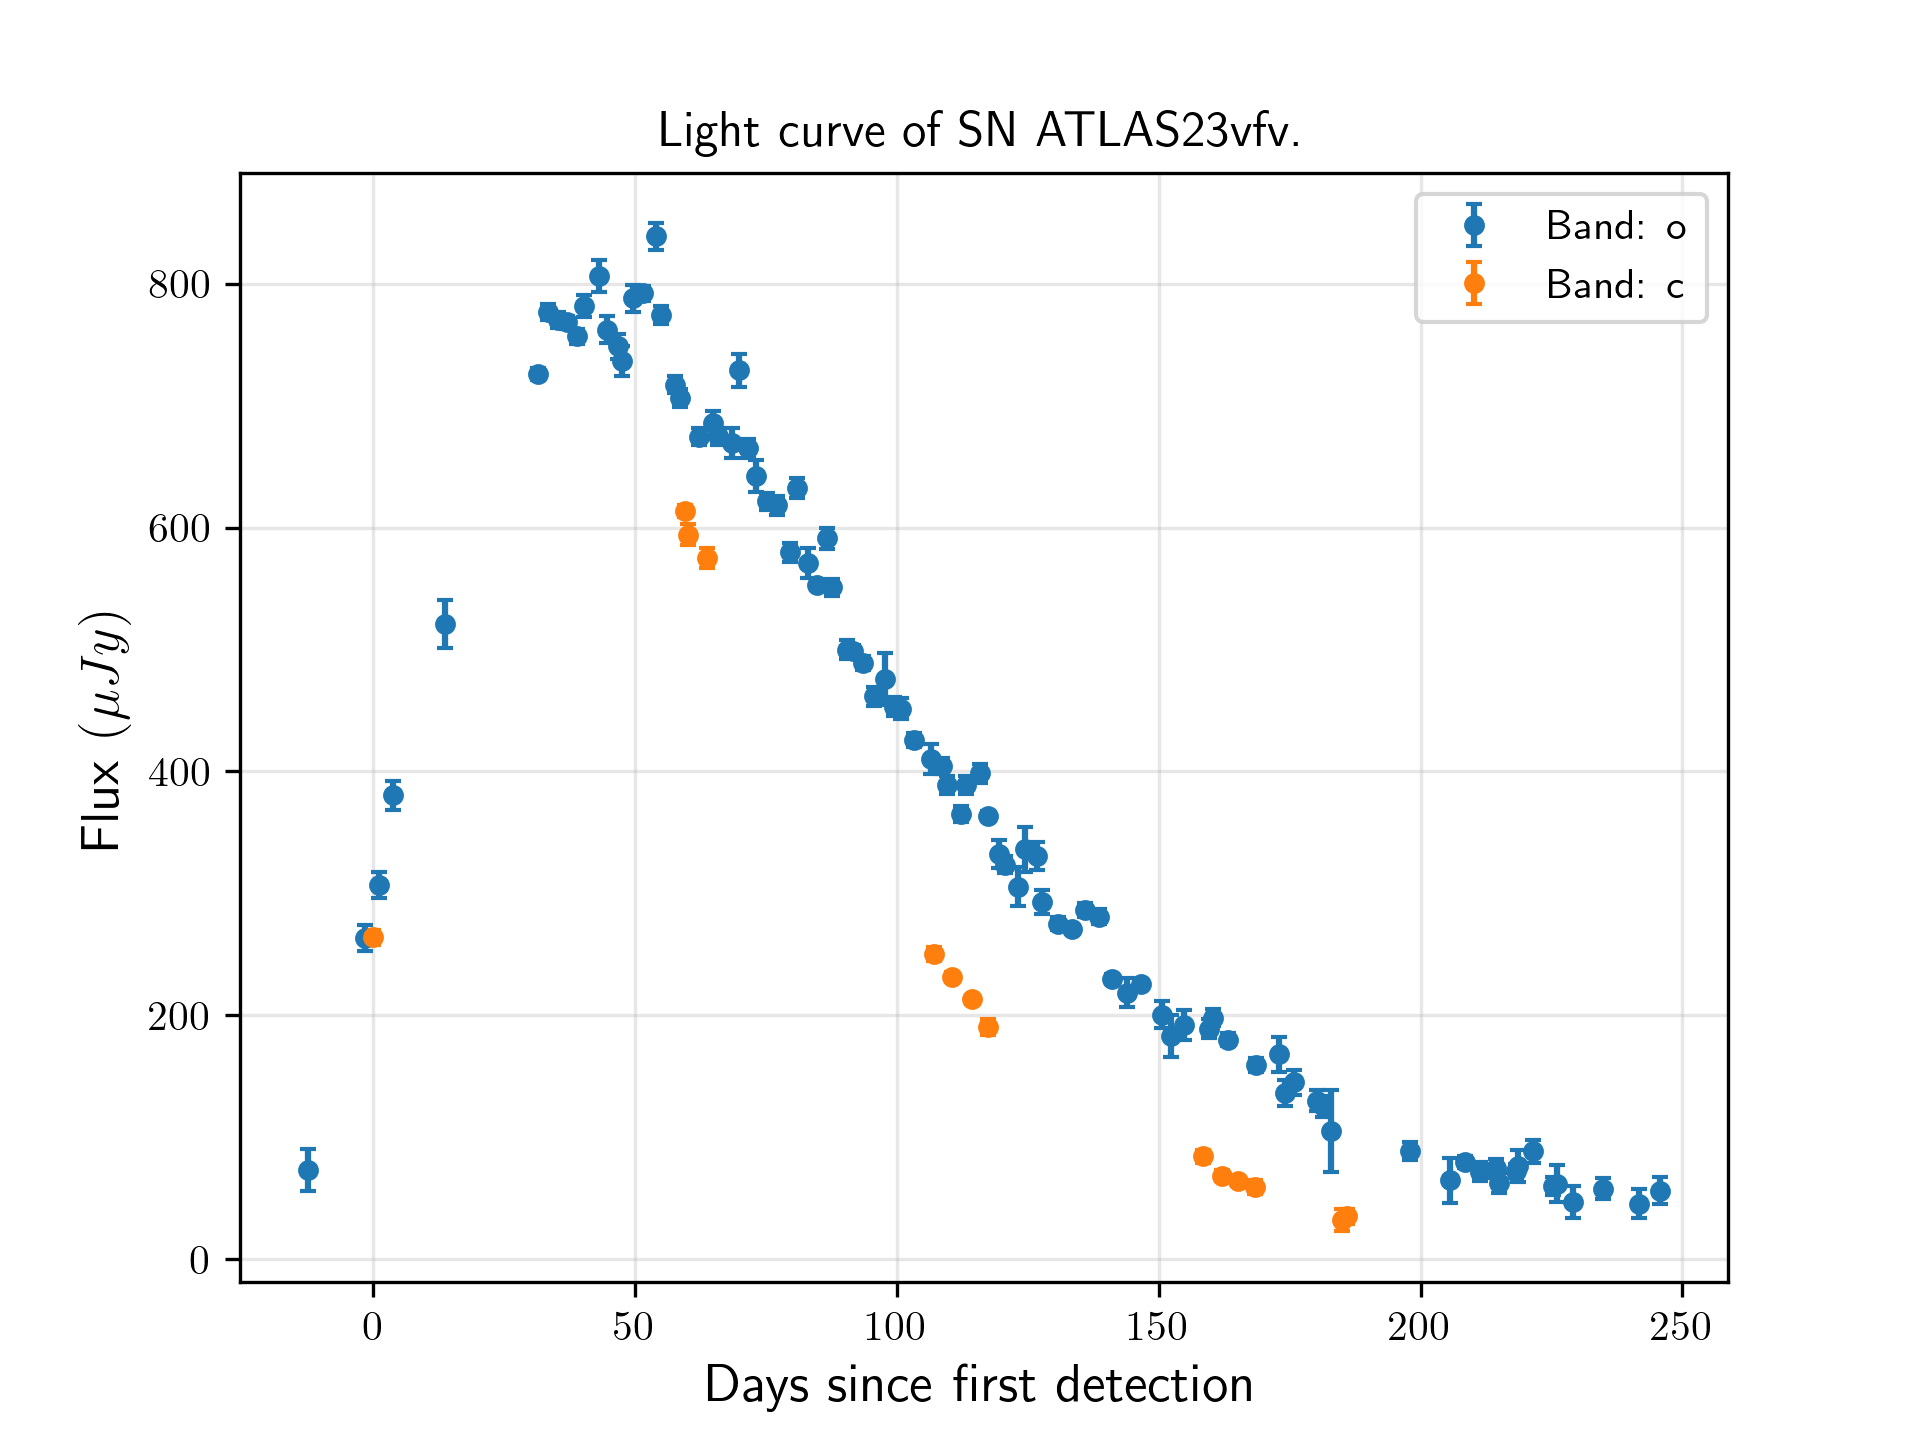 Light curve of SN ATLAS23vfv.
Band: o
Band: c
800
600
400
200
0
Flux (μJy)
0 50 100 150 200 250
Days since first detection